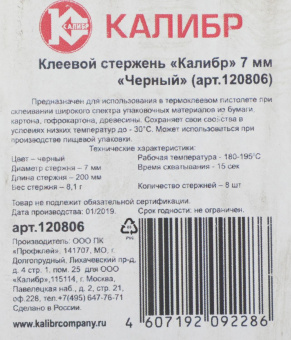 КАЛИБР
КАЛИБР
Клеевой стержень «Калибр» 7 мм
«Черный» (арт.120806)
Предназначен для использования в термоклеевом пистолете при
склеивании широкого спектра упаковочных материалов из бумаги,
картона, гофрокартона, древесины. Сохраняет свои свойства в
условиях низких температур до - 30°С. Может использоваться при
производстве пищевой упаковки.
Технические характеристики:
Цвет – черный
Диаметр стержня – 7 мм
Длина стержня – 200 мм
Вес стержня – 8,1 г
Рабочая температура - 180-195°С
Время схватывания - 15 сек
Количество стержней – 8 шт
Товар не подлежит обязательной сертификации.
Дата производства: 01/2019.
Срок годности: не ограничен.
арт.120806
Производитель: ООО ПК
«Профклей», 141707, МО, г.
Долгопрудный, Лихачевский пр-д,
д. 4 стр. 1, пом. 25 для ООО
«Калибр»,115114, г. Москва,
Павелецкая наб., д. 2, стр. 21,
оф.228, тел.+7(495) 647-76-71
Сделано в России.
www.kalibrcompany.ru
4 607192 092286